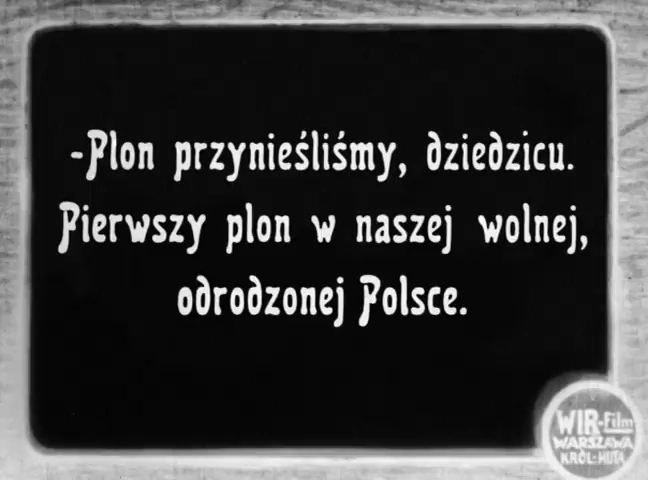 -Plon przynieśliśmy, dziedzicu.
Pierwszy plon w naszej wolnej,
odrodzonej Polsce.
WIR-Film
WARSZAWA
KRÓL-HUTA